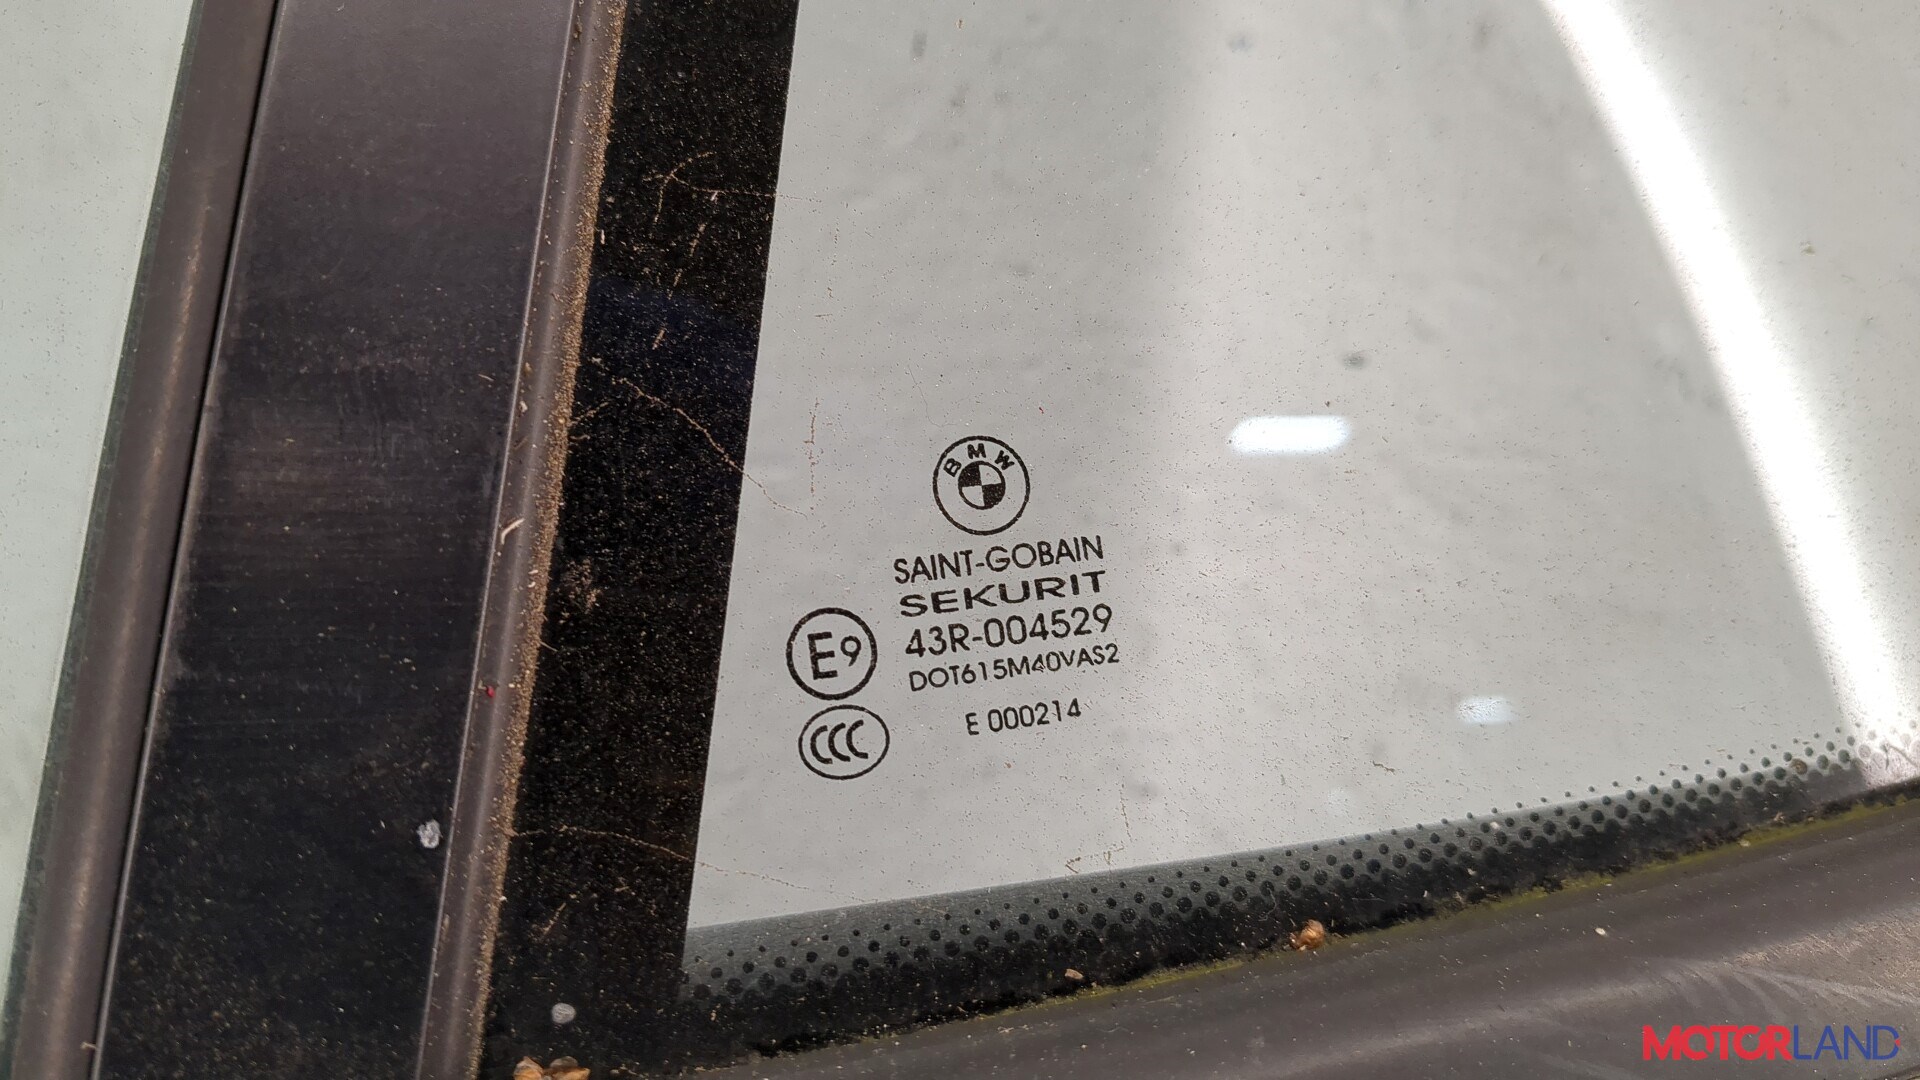 BMW
SAINT-GOBAIN
SEKURIT
E9
43R-004529
DOT615M40VAS2
CCC
E 000214
MOTORLAND